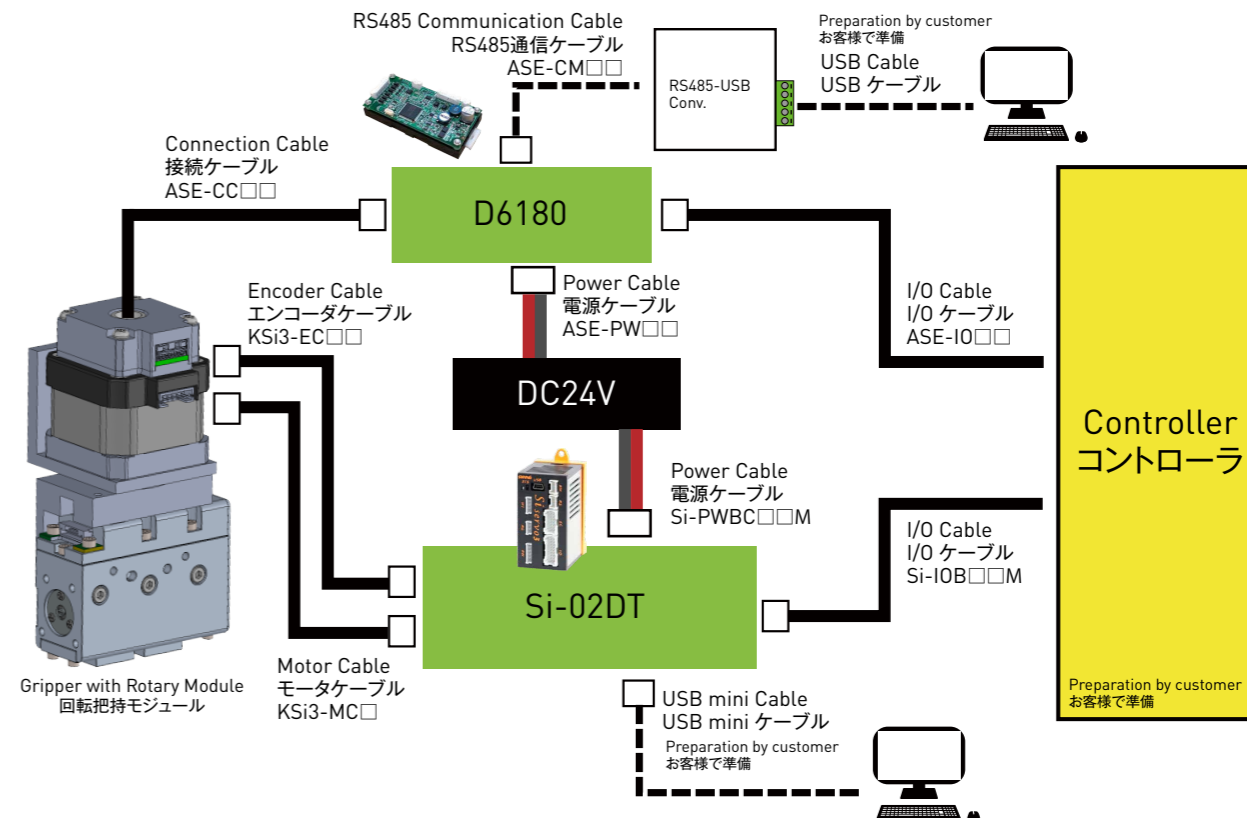 RS485 Communication Cable
RS485通信ケーブル
ASE-CM□□
RS485-USB
Conv.
Preparation by customer
お客様で準備
USB Cable
USB ケーブル
Connection Cable
接続ケーブル
ASE-CC□□
D6180
Encoder Cable
エンコーダケーブル
KSi3-EC□□
Power Cable
電源ケーブル
ASE-PW□□
I/O Cable
I/O ケーブル
ASE-IO□□
DC24V
Controller
コントローラ
Power Cable
電源ケーブル
Si-PWBC□□M
Si servo3
I/O Cable
I/O ケーブル
Si-IOB□□M
Si-02DT
Gripper with Rotary Module
回転把持モジュール
Motor Cable
モータケーブル
KSi3-MC□
USB mini Cable
USB mini ケーブル
Preparation by customer
お客様で準備
Preparation by customer
お客様で準備